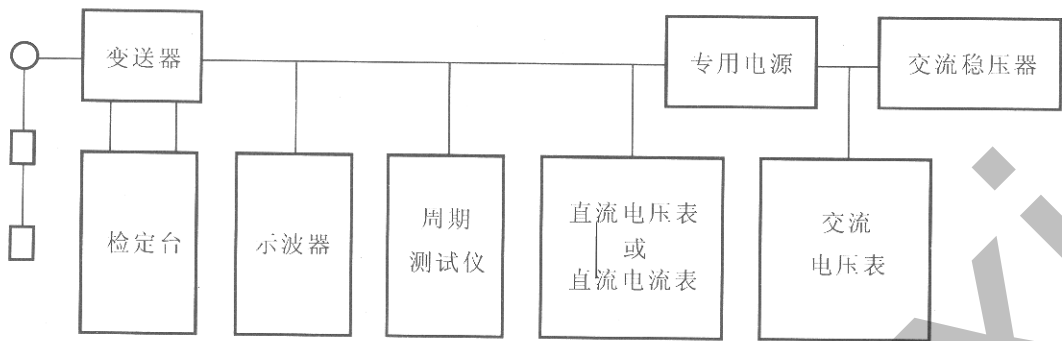 变送器
专用电源
交流稳压器
检定台
示波器
周期
测试仪
直流电压表
或
直流电流表
交流
电压表